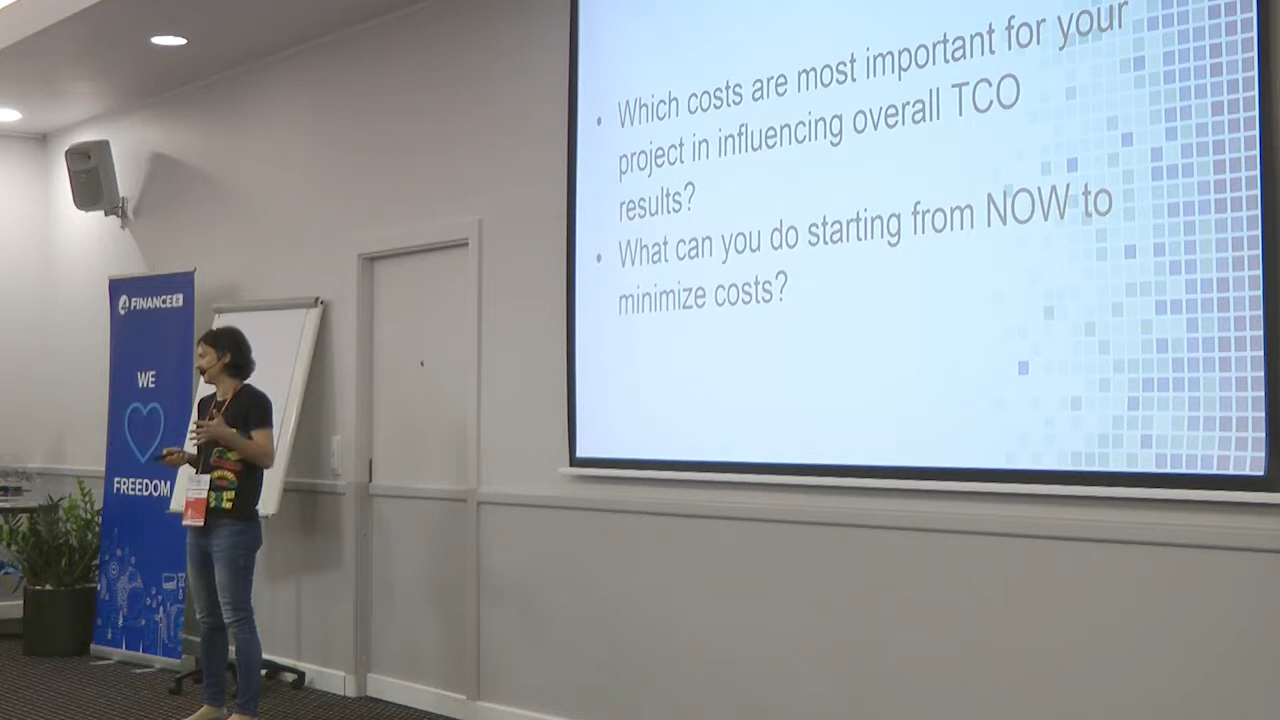 • Which costs are most important for your
project in influencing overall TCO
results?
• What can you do starting from NOW to
minimize costs?
4FINANCE
WE
FREEDOM